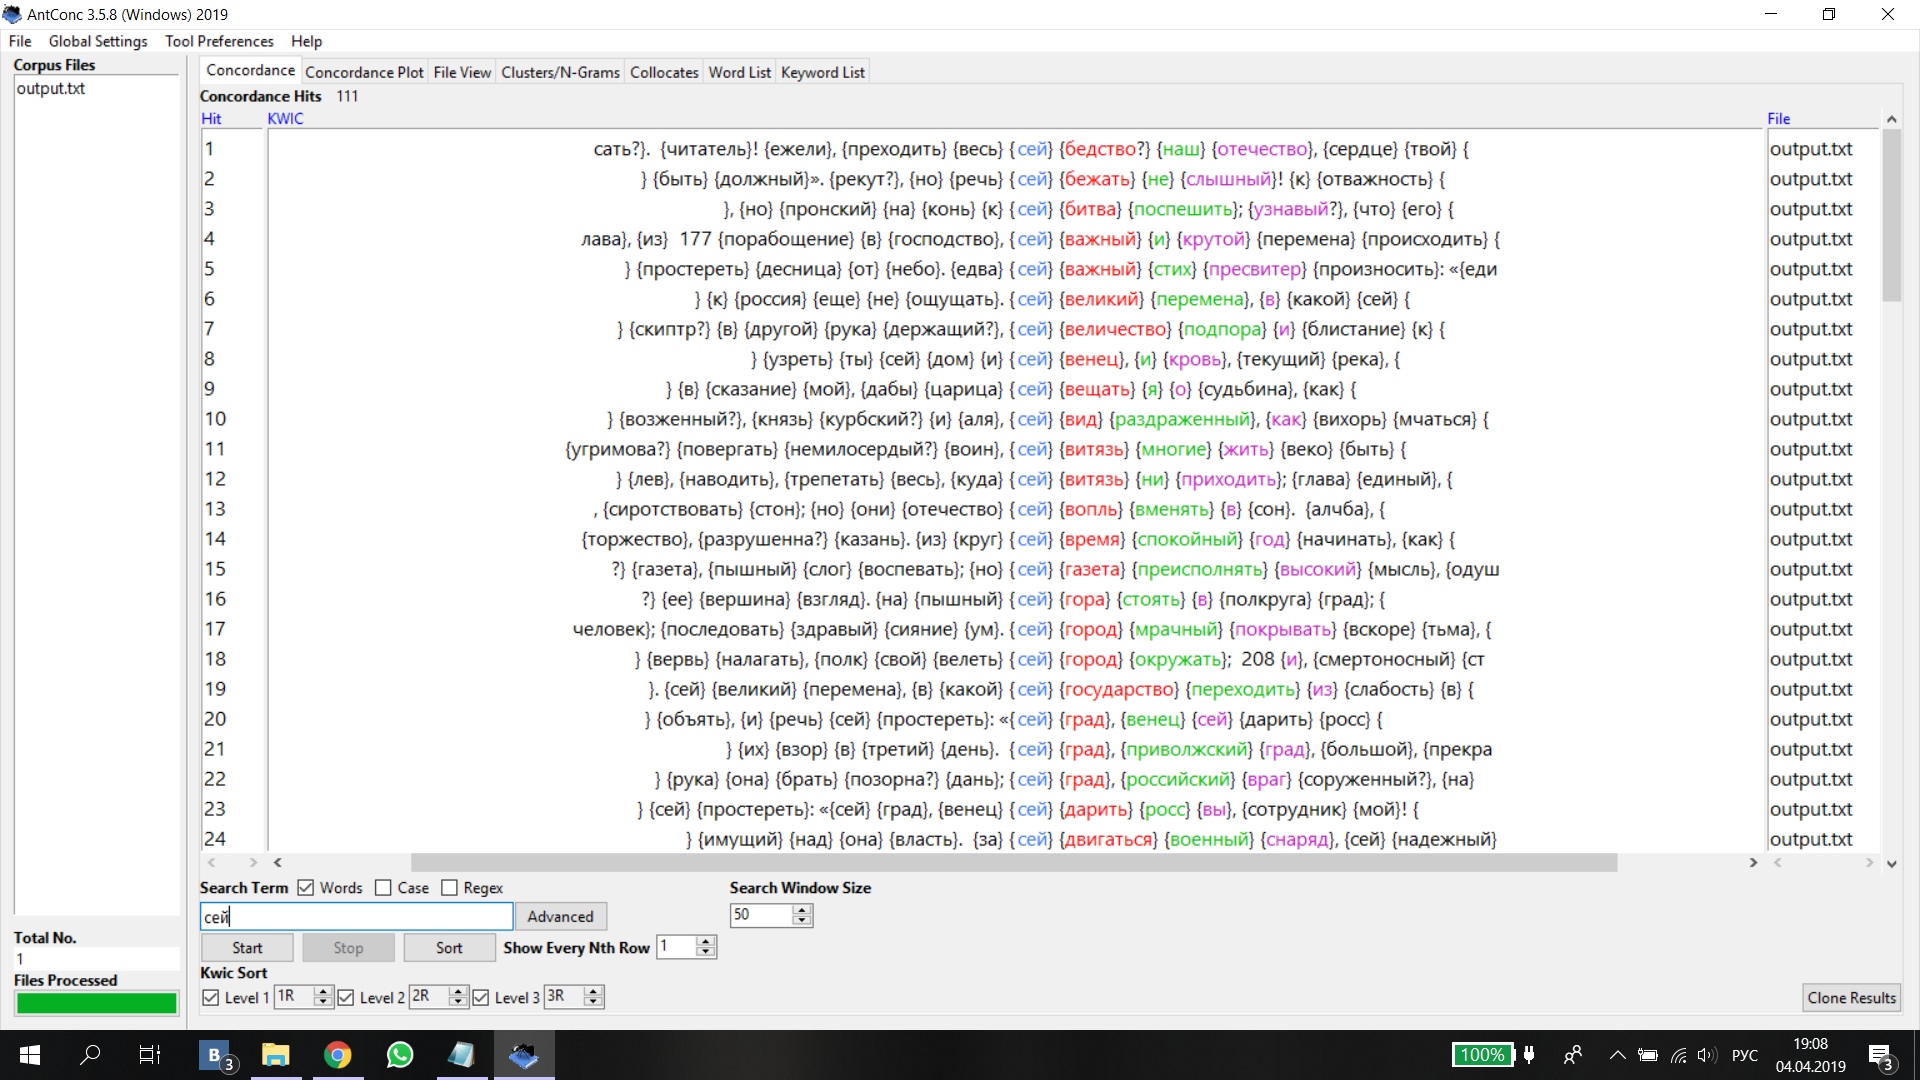 AntConc 3.5.8 (Windows) 2019
File Global Settings Tool Preferences Help
Corpus Files
output.txt
Concordance Concordance Plot File View Clusters/N-Grams Collocates Word List Keyword List
Concordance Hits 111
Hit KWIC File
1 сать?}. {читатель}! {ежели}, {преходить} {весь} {сей} {бедство?} {наш} {отечество}, {сердце} {твой} { output.txt
2 } {быть} {должный}». {рекут?}, {но} {речь} {сей} {бежать} {не} {слышный}! {к} {отважность} { output.txt
3 }, {но} {пронский} {на} {конь} {к} {сей} {битва} {поспешить}; {узнавый?}, {что} {его} { output.txt
4 лава}, {из} 177 {порабощение} {в} {господство}, {сей} {важный} {и} {крутой} {перемена} {происходить} { output.txt
5 } {простереть} {десница} {от} {небо}. {едва} {сей} {важный} {стих} {пресвитер} {произносить}: «{еди output.txt
6 } {к} {россия} {еще} {не} {ощущать}. {сей} {великий} {перемена}, {в} {какой} {сей} { output.txt
7 } {скиптр?} {в} {другой} {рука} {держащий?}, {сей} {величество} {подпора} {и} {блистание} {к} { output.txt
8 } {узреть} {ты} {сей} {дом} {и} {сей} {венец}, {и} {кровь}, {текущий} {река}, { output.txt
9 } {в} {сказание} {мой}, {дабы} {царица} {сей} {вещать} {я} {о} {судьбина}, {как} { output.txt
10 } {возженный?}, {князь} {курбский?} {и} {аля}, {сей} {вид} {раздраженный}, {как} {вихорь} {мчаться} { output.txt
11 {угримова?} {повергать} {немилосердый?} {воин}, {сей} {витязь} {многие} {жить} {веко} {быть} { output.txt
12 } {лев}, {наводить}, {трепетать} {весь}, {куда} {сей} {витязь} {ни} {приходить}; {глава} {единый}, { output.txt
13 , {сиротствовать} {стон}; {но} {они} {отечество} {сей} {вопль} {вменять} {в} {сон}. {алчба}, { output.txt
14 {торжество}, {разрушенна?} {казань}. {из} {круг} {сей} {время} {спокойный} {год} {начинать}, {как} { output.txt
15 ?} {газета}, {пышный} {слог} {воспевать}; {но} {сей} {газета} {преисполнять} {высокий} {мысль}, {одуш output.txt
16 ?} {ее} {вершина} {взгляд}. {на} {пышный} {сей} {гора} {стоять} {в} {полкруга} {град}; { output.txt
17 человек}; {последовать} {здравый} {сияние} {ум}. {сей} {город} {мрачный} {покрывать} {вскоре} {тьма}, { output.txt
18 } {вервь} {налагать}, {полк} {свой} {велеть} {сей} {город} {окружать}; 208 {и}, {смертоносный} {ст output.txt
19 }. {сей} {великий} {перемена}, {в} {какой} {сей} {государство} {переходить} {из} {слабость} {в} { output.txt
20 } {объять}, {и} {речь} {сей} {простереть}: «{сей} {град}, {венец} {сей} {дарить} {росс} { output.txt
21 } {их} {взор} {в} {третий} {день}. {сей} {град}, {приволжский} {град}, {большой}, {прекра output.txt
22 } {рука} {она} {брать} {позорна?} {дань}; {сей} {град}, {российский} {враг} {соруженный?}, {на} output.txt
23 } {сей} {простереть}: «{сей} {град}, {венец} {сей} {дарить} {росс} {вы}, {сотрудник} {мой}! { output.txt
24 } {имущий} {над} {она} {власть}. {за} {сей} {двигаться} {военный} {снаряд}, {сей} {надежный} output.txt
Search Term Words Case Regex Search Window Size
сей Advanced 50
Start Stop Sort Show Every Nth Row 1
Total No.
1
Files Processed
Kwic Sort
Level 1 1R Level 2 2R Level 3 3R Clone Results
B 3 100% РУС 19:08 3
04.04.2019